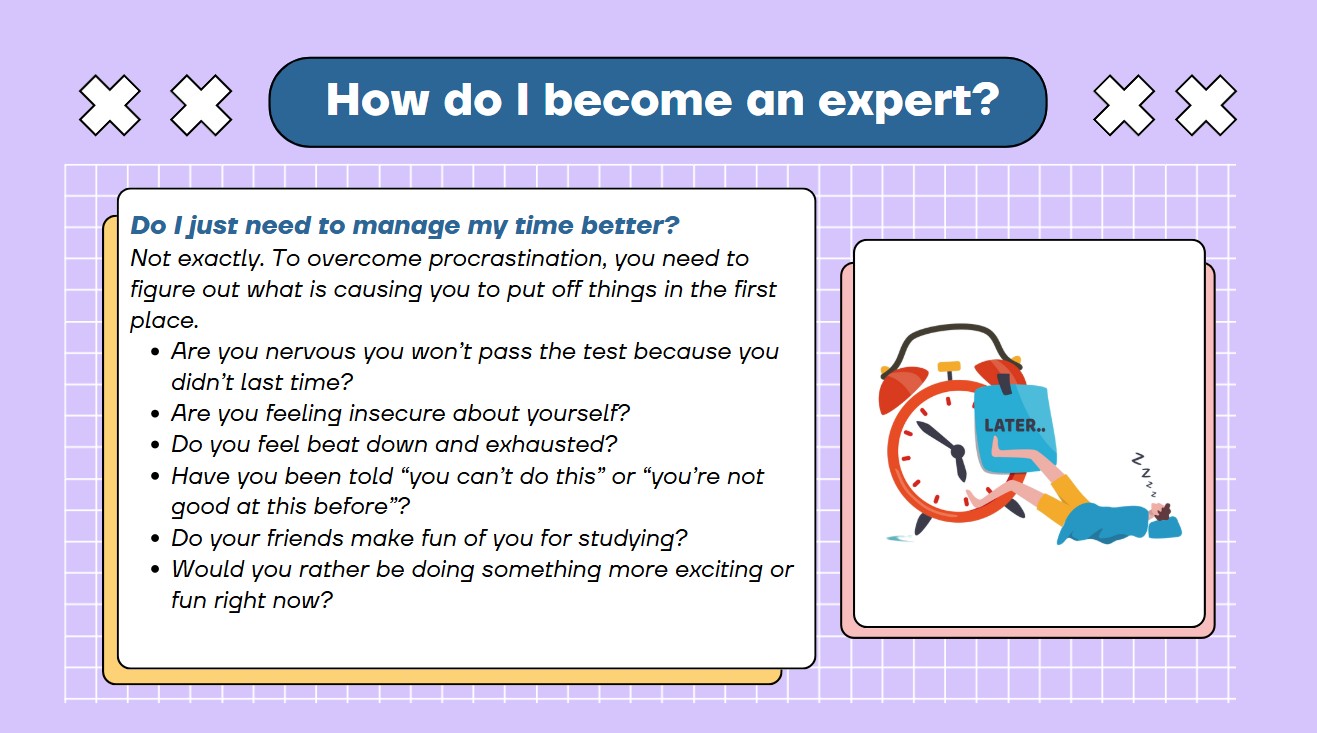 How do I become an expert?
Do I just need to manage my time better?
Not exactly. To overcome procrastination, you need to
figure out what is causing you to put off things in the first
place.
• Are you nervous you won't pass the test because you
didn't last time?
• Are you feeling insecure about yourself?
• Do you feel beat down and exhausted?
• Have you been told “you can’t do this” or “you’re not
good at this before”?
• Do your friends make fun of you for studying?
• Would you rather be doing something more exciting or
fun right now?
LATER..
Z
Z
Z
Z